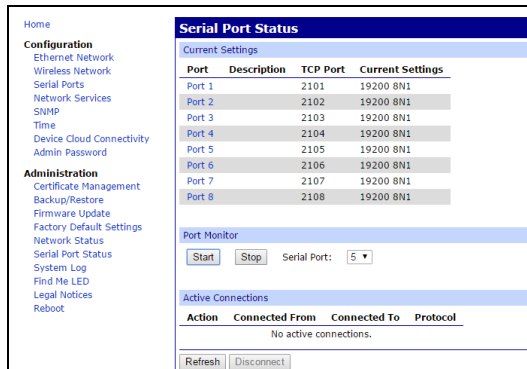 Home
Configuration
Ethernet Network
Wireless Network
Serial Ports
Network Services
SNMP
Time
Device Cloud Connectivity
Admin Password
Administration
Certificate Management
Backup/Restore
Firmware Update
Factory Default Settings
Network Status
Serial Port Status
System Log
Find Me LED
Legal Notices
Reboot
Serial Port Status
Current Settings
Port Description TCP Port Current Settings
Port 1 2101 19200 8N1
Port 2 2102 19200 8N1
Port 3 2103 19200 8N1
Port 4 2104 19200 8N1
Port 5 2105 19200 8N1
Port 6 2106 19200 8N1
Port 7 2107 19200 8N1
Port 8 2108 19200 8N1
Port Monitor
Start Stop Serial Port: 5
Active Connections
Action Connected From Connected To Protocol
No active connections.
Refresh Disconnect